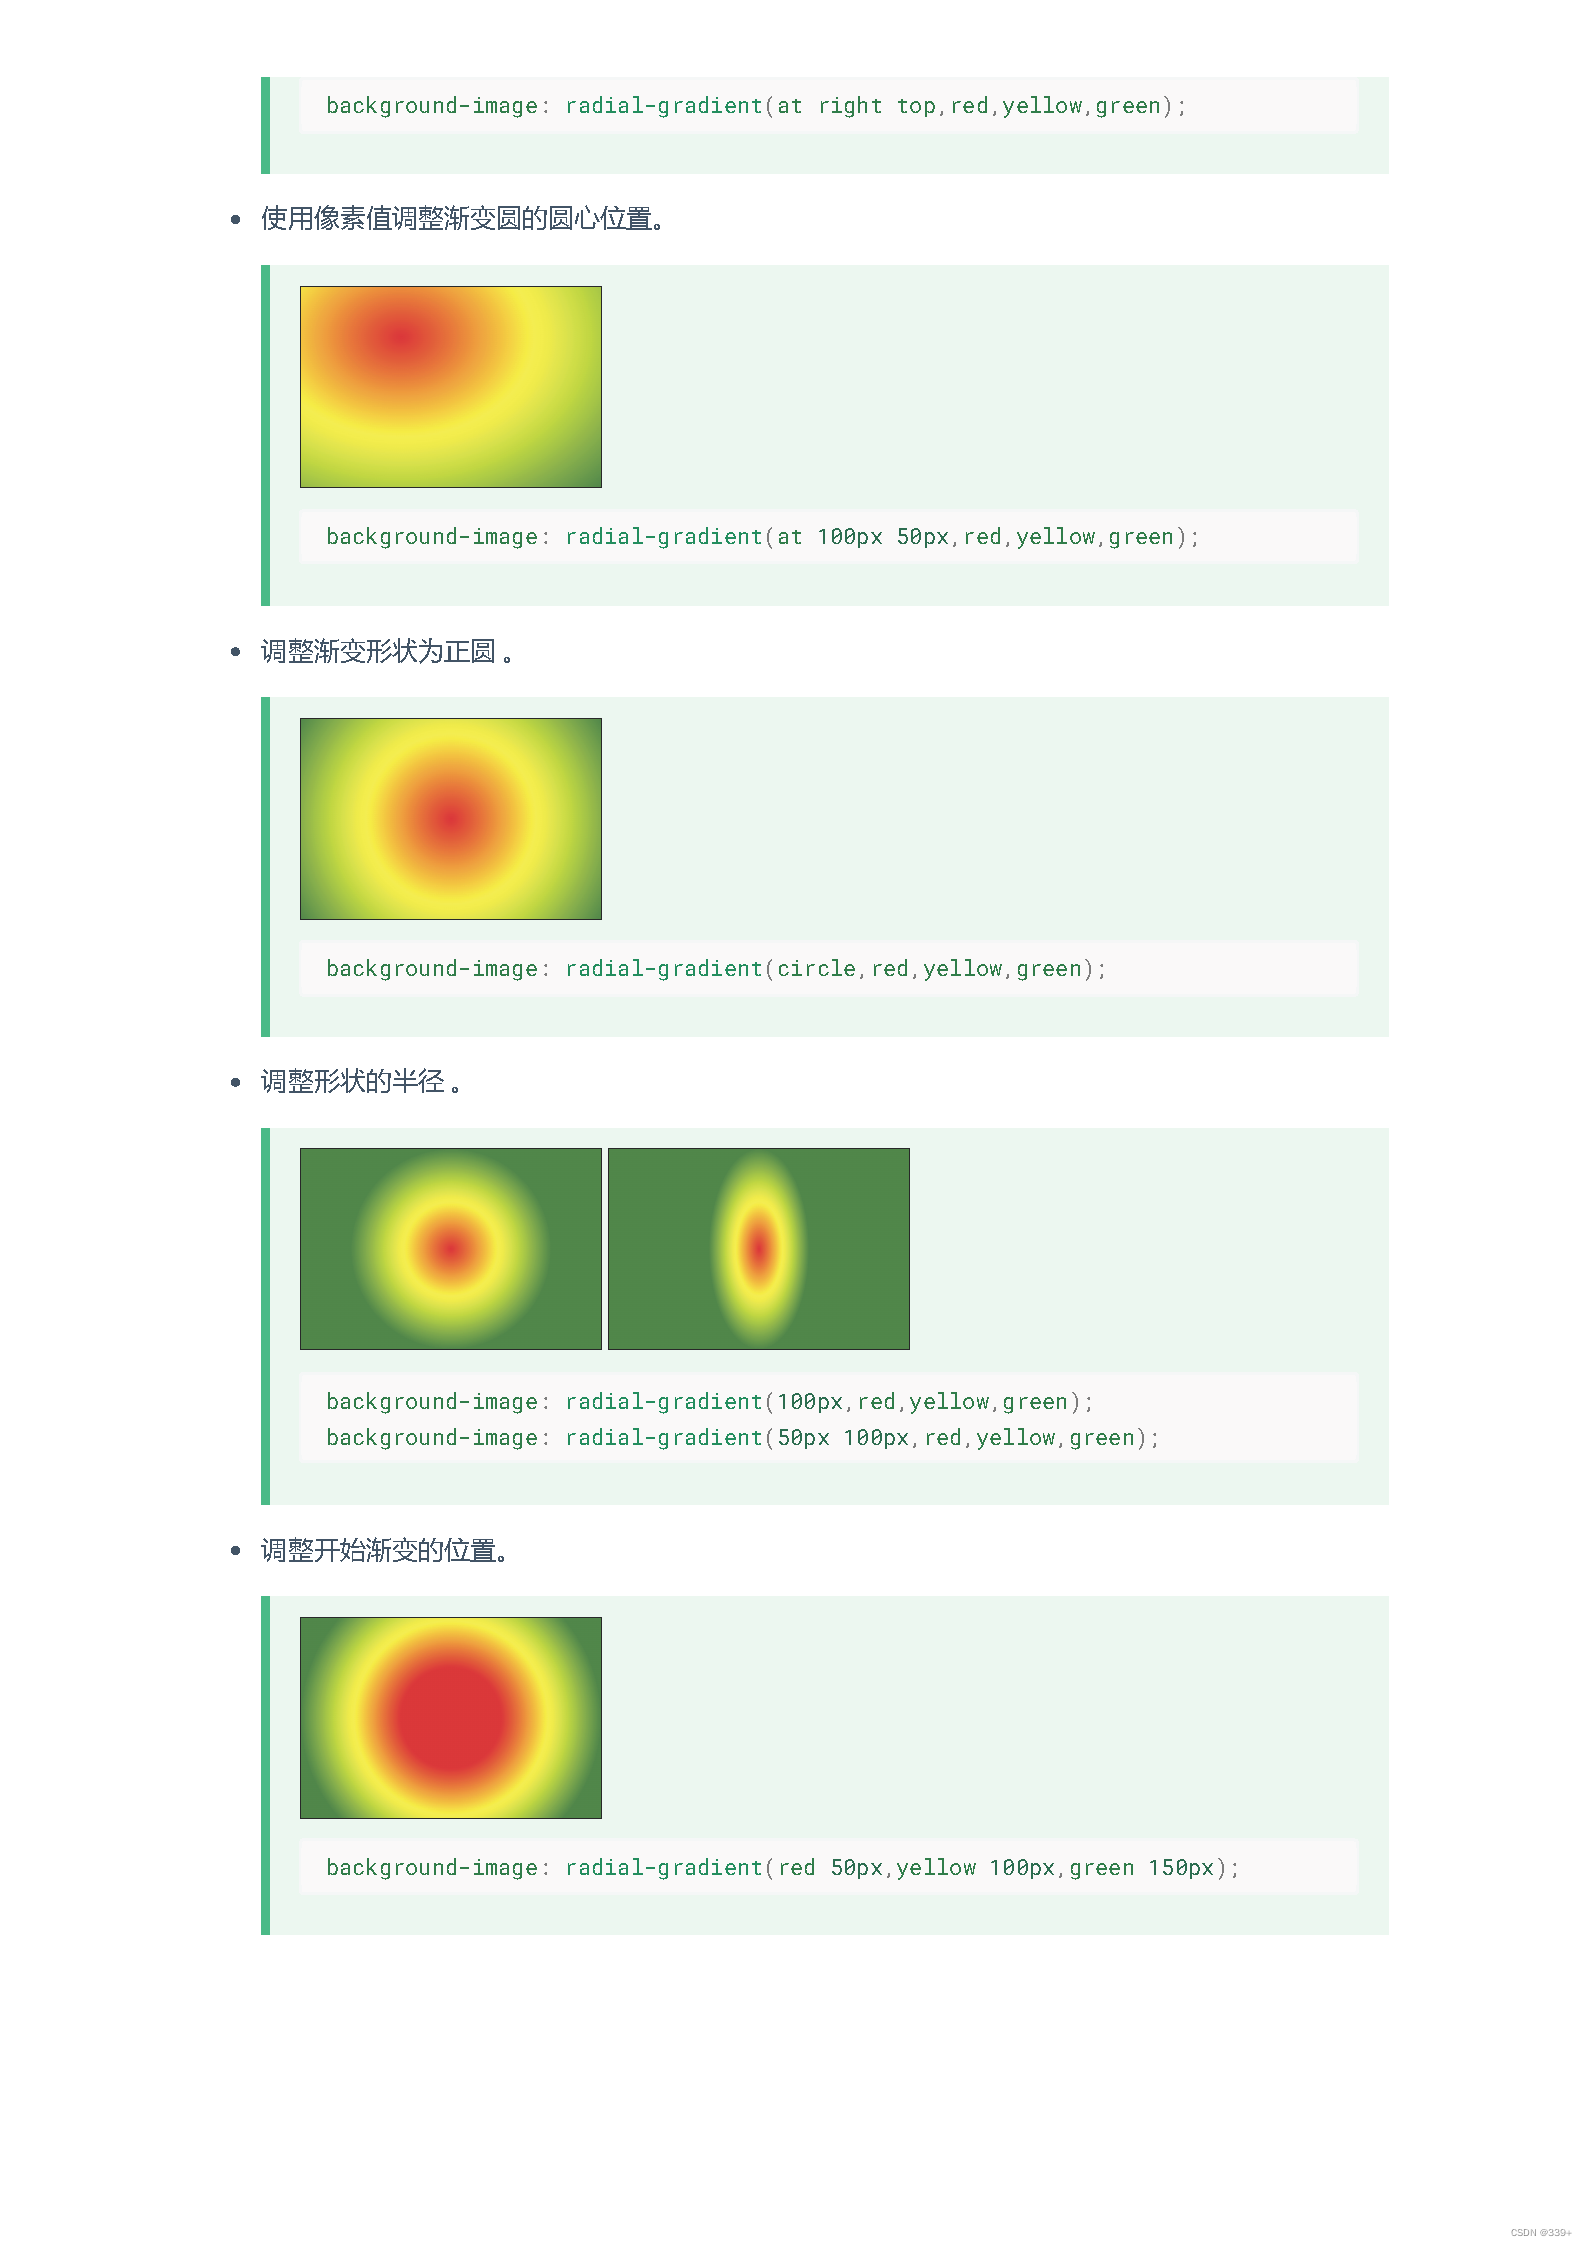 background-image: radial-gradient(at right top,red,yellow,green);
使用像素值调整渐变圆的圆心位置。
background-image: radial-gradient(at 100px 50px,red,yellow,green);
调整渐变形状为正圆 。
background-image: radial-gradient(circle,red,yellow,green);
调整形状的半径 。
background-image: radial-gradient(100px,red,yellow,green);
background-image: radial-gradient(50px 100px,red,yellow,green);
调整开始渐变的位置。
background-image: radial-gradient(red 50px,yellow 100px,green 150px);
CSDN @339+